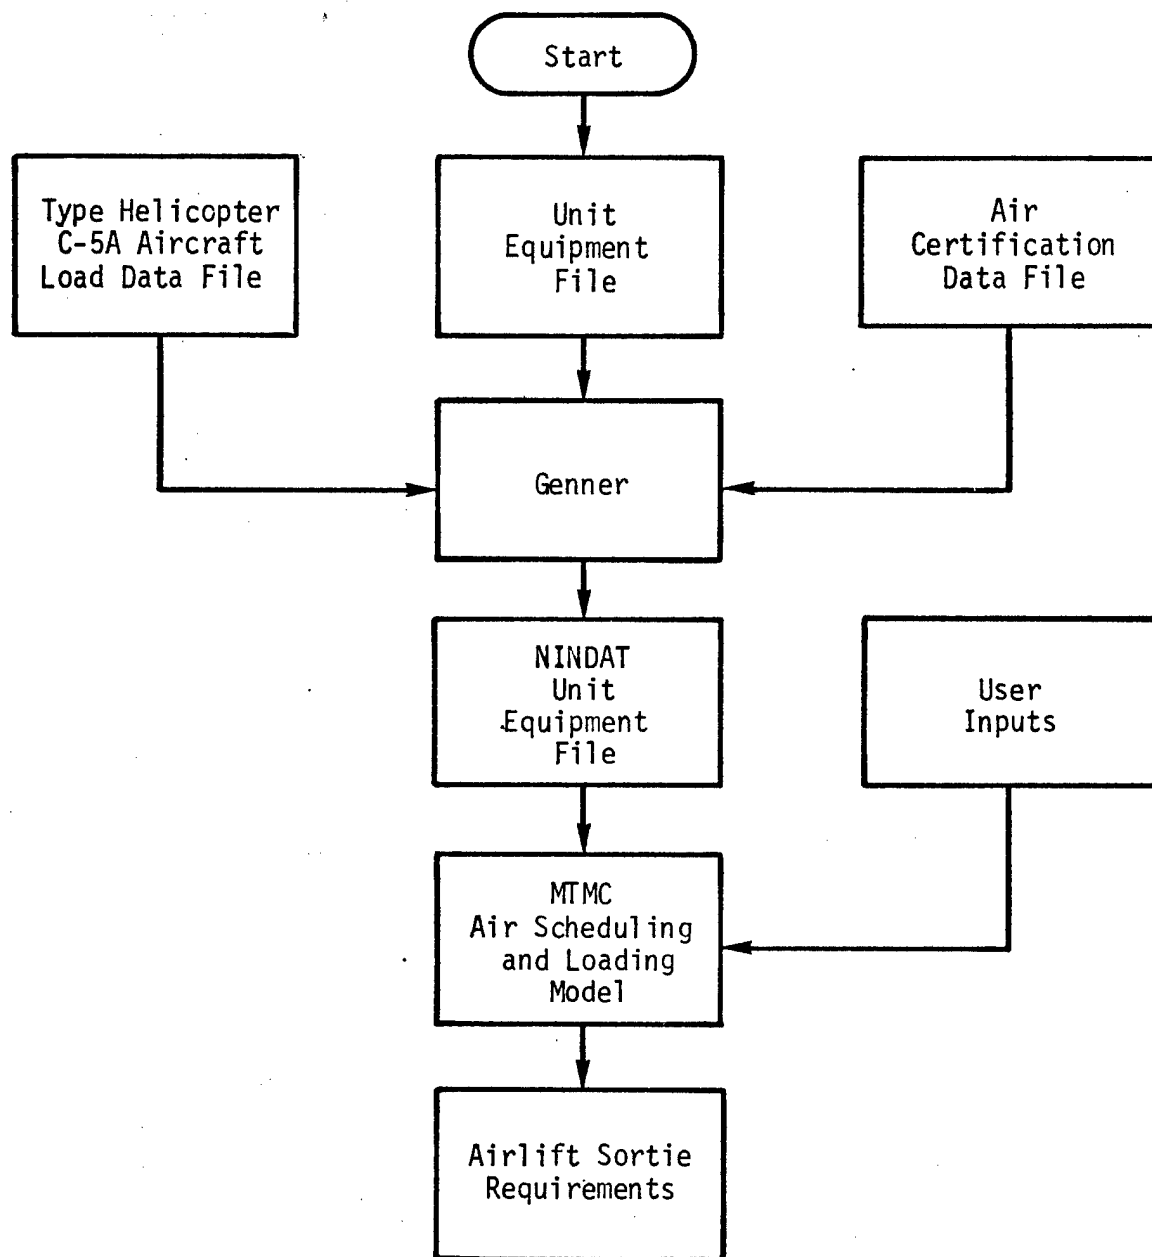 Start
Type Helicopter
C-5A Aircraft
Load Data File
Unit
Equipment
File
Air
Certification
Data File
Genner
NINDAT
Unit
Equipment
File
User
Inputs
MTMC
Air Scheduling
and Loading
Model
Airlift Sortie
Requirements